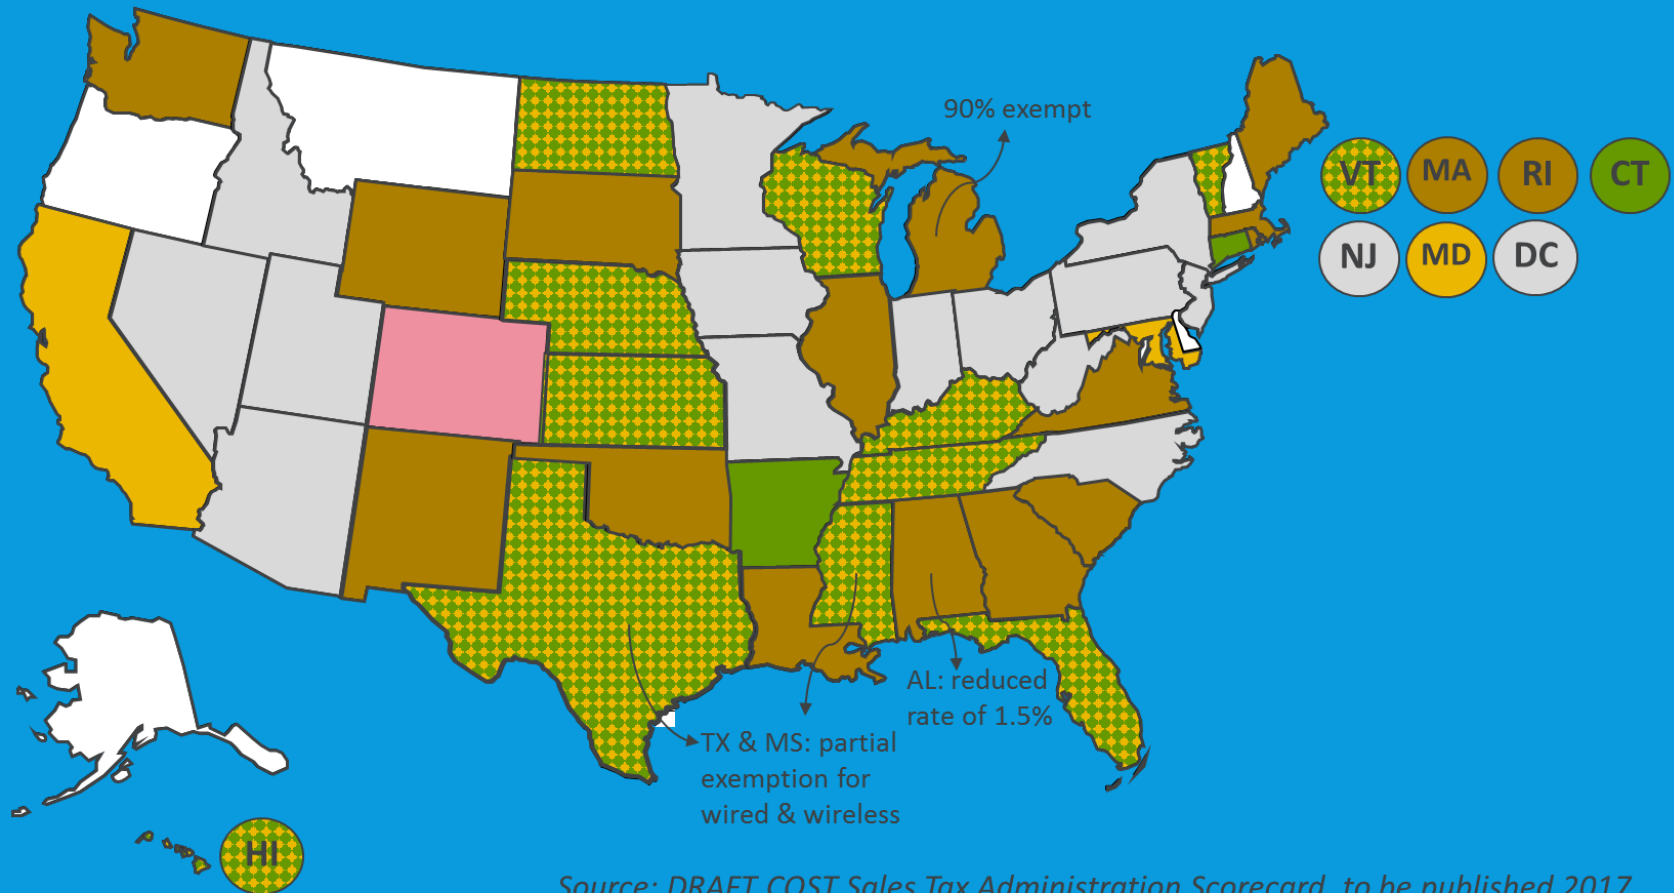 90% exempt
VT MA RI CT
NJ MD DC
AL: reduced
rate of 1.5%
TX & MS: partial
exemption for
wired & wireless
HI
Source: DRAFT COST Sales Tax Administration Scorecard, to be published 2017